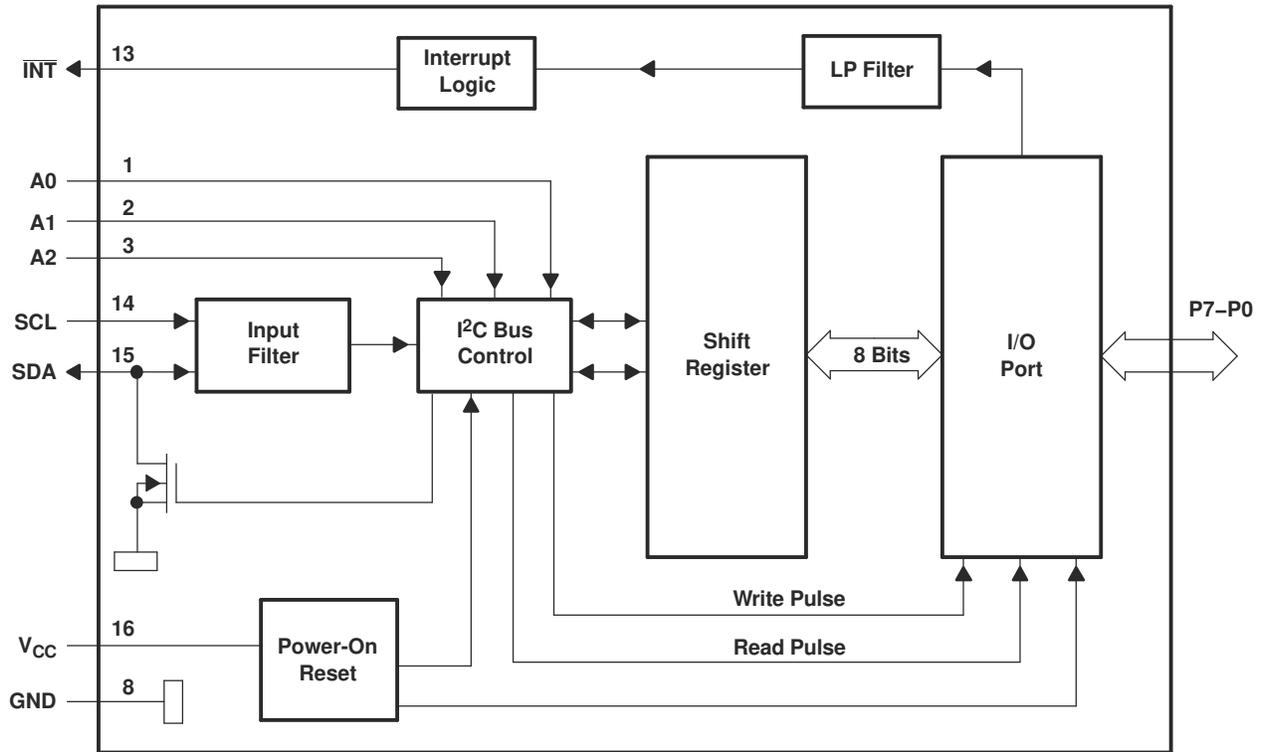 13
INT
Interrupt
Logic
LP Filter
1
A0
2
A1
3
A2
14
SCL
Input
Filter
I2C Bus
Control
15
SDA
Shift
Register
8 Bits
I/O
Port
P7–P0
Write Pulse
16
VCC
Power-On
Reset
Read Pulse
8
GND